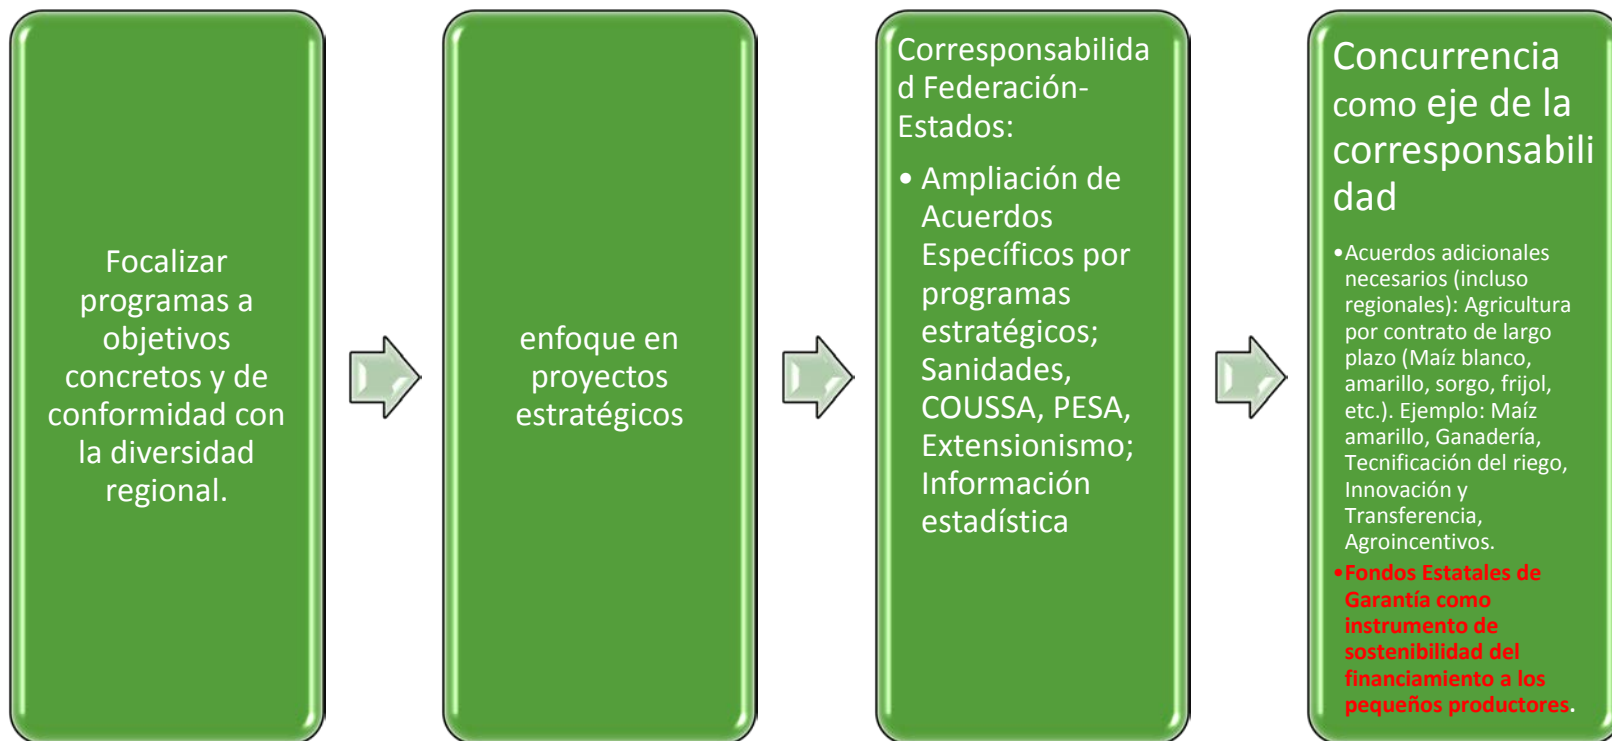 Focalizar
programas a
objetivos
concretos y de
conformidad con
la diversidad
regional.
enfoque en
proyectos
estratégicos
Corresponsabilida
d Federación-
Estados:
• Ampliación de
Acuerdos
Específicos por
programas
estratégicos;
Sanidades,
COUSSA, PESA,
Extensionismo;
Información
estadística
Concurrencia
como eje de la
corresponsabili
dad
•Acuerdos adicionales
necesarios (incluso
regionales): Agricultura
por contrato de largo
plazo (Maíz blanco,
amarillo, sorgo, frijol,
etc.). Ejemplo: Maíz
amarillo, Ganadería,
Tecnificación del riego,
Innovación y
Transferencia,
Agroincentivos.
•Fondos Estatales de
Garantía como
instrumento de
sostenibilidad del
financiamiento a los
pequeños productores.